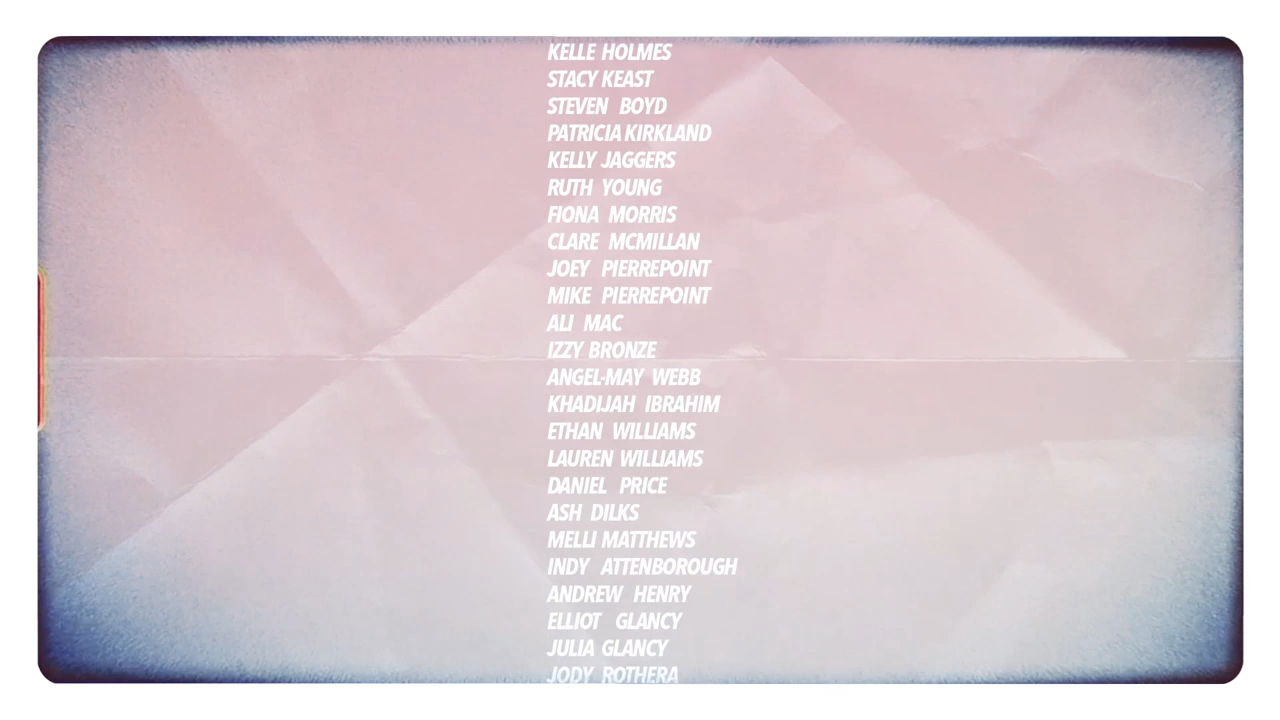 KELLE HOLMES
STACY KEAST
STEVEN BOYD
PATRICIA KIRKLAND
KELLY JAGGERS
RUTH YOUNG
FIONA MORRIS
CLARE MCMILLAN
JOEY PIERREPOINT
MIKE PIERREPOINT
ALI MAC
IZZY BRONZE
ANGEL-MAY WEBB
KHADIJAH IBRAHIM
ETHAN WILLIAMS
LAUREN WILLIAMS
DANIEL PRICE
ASH DILKS
MELLI MATTHEWS
INDY ATTENBOROUGH
ANDREW HENRY
ELLIOT GLANCY
JULIA GLANCY
JODY ROTHERA